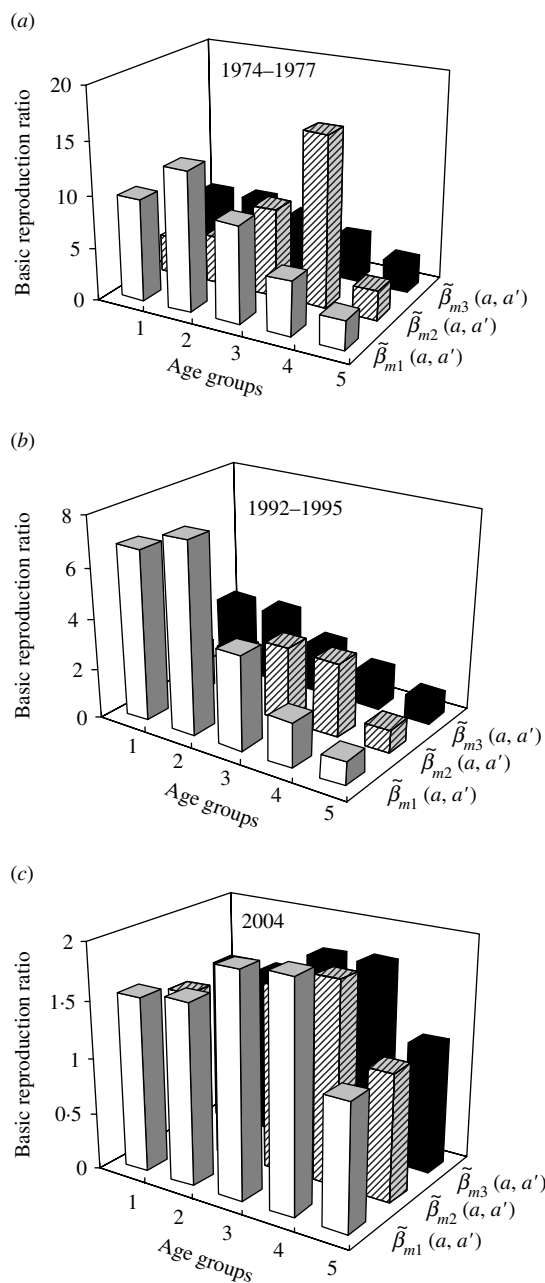 (a)
1974–1977
Basic reproduction ratio
20
15
10
5
0
1
2
3
4
5
Age groups
β̃m3 (a, a′)
β̃m2 (a, a′)
β̃m1 (a, a′)
(b)
1992–1995
Basic reproduction ratio
8
6
4
2
0
1
2
3
4
5
Age groups
β̃m3 (a, a′)
β̃m2 (a, a′)
β̃m1 (a, a′)
(c)
2004
Basic reproduction ratio
2
1·5
1
0·5
0
1
2
3
4
5
Age groups
β̃m3 (a, a′)
β̃m2 (a, a′)
β̃m1 (a, a′)